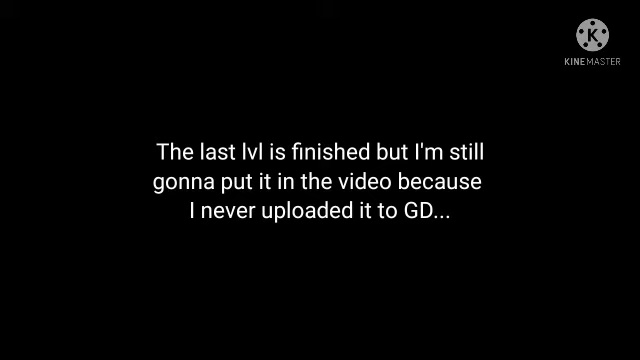 KINEMASTER
The last lvl is finished but I'm still
gonna put it in the video because
I never uploaded it to GD...